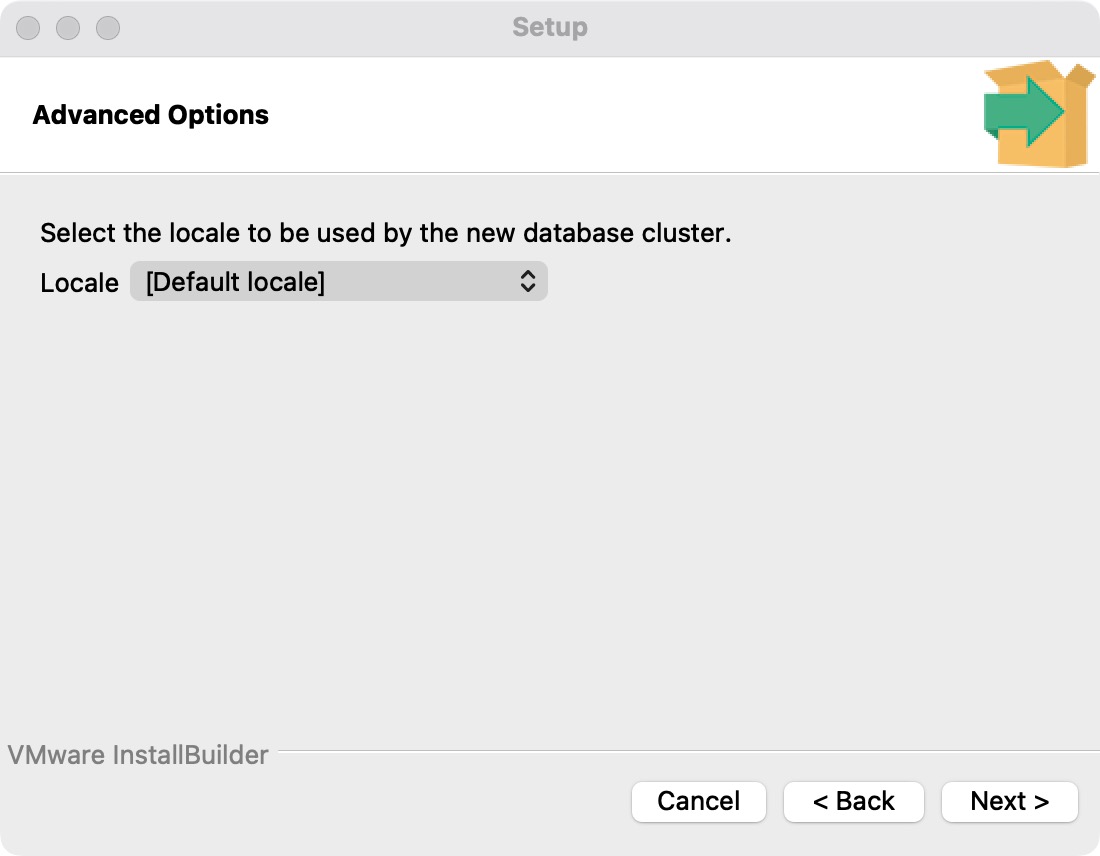 Setup
Advanced Options
Select the locale to be used by the new database cluster.
Locale [Default locale]
VMware InstallBuilder
Cancel < Back Next >